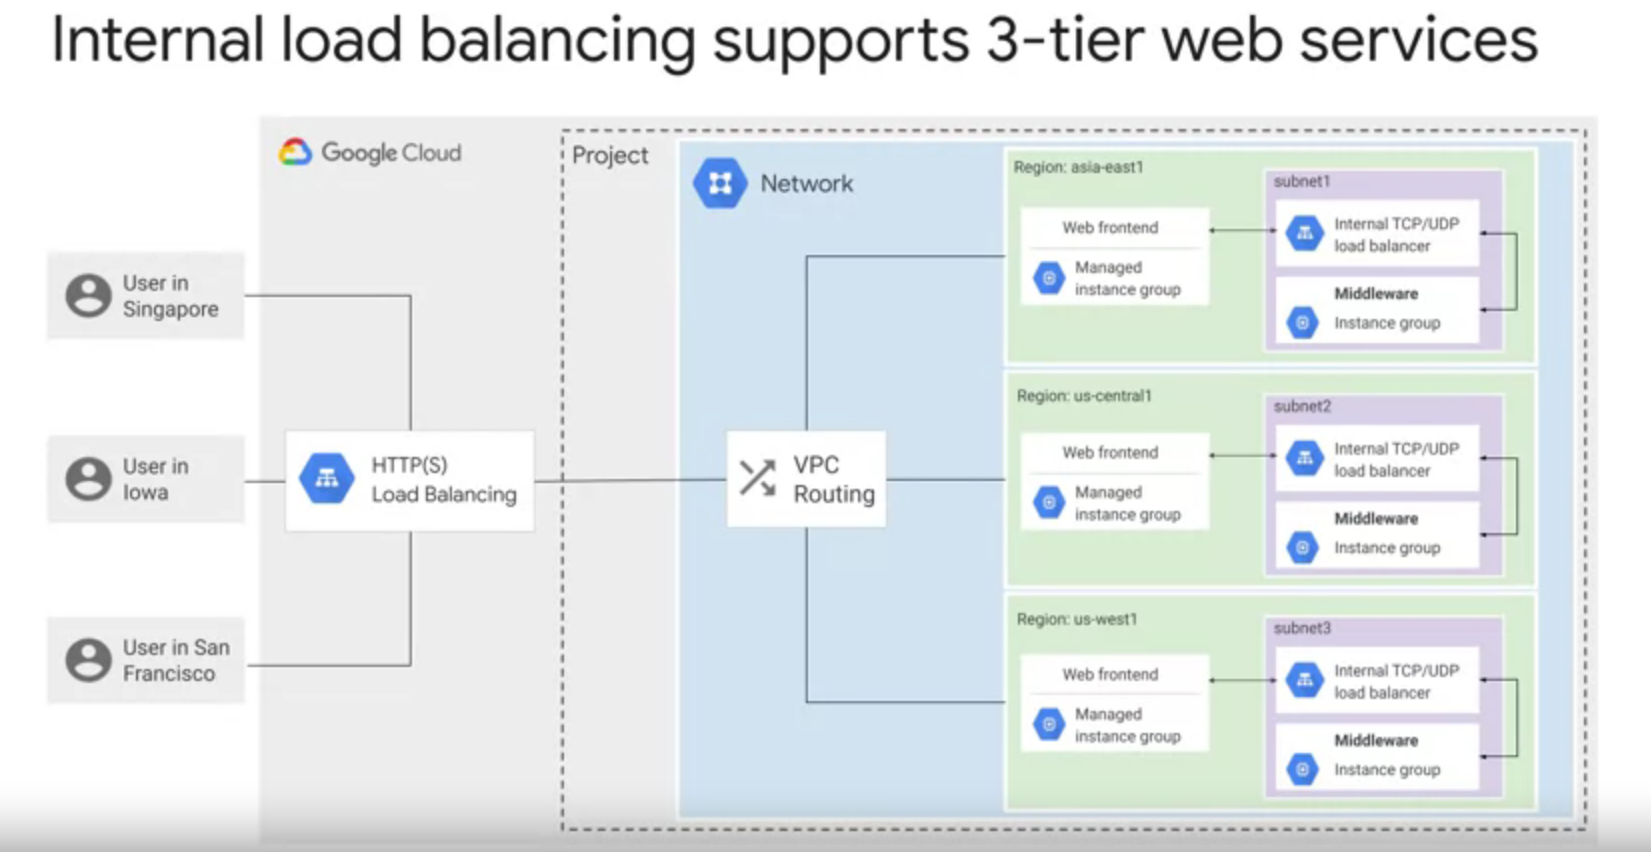 Internal load balancing supports 3-tier web services
Google Cloud
Project
Network
User in
Singapore
User in
Iowa
User in San
Francisco
HTTP(S)
Load Balancing
VPC
Routing
Region: asia-east1
Web frontend
Managed
instance group
subnet1
Internal TCP/UDP
load balancer
Middleware
Instance group
Region: us-central1
Web frontend
Managed
instance group
subnet2
Internal TCP/UDP
load balancer
Middleware
Instance group
Region: us-west1
Web frontend
Managed
instance group
subnet3
Internal TCP/UDP
load balancer
Middleware
Instance group